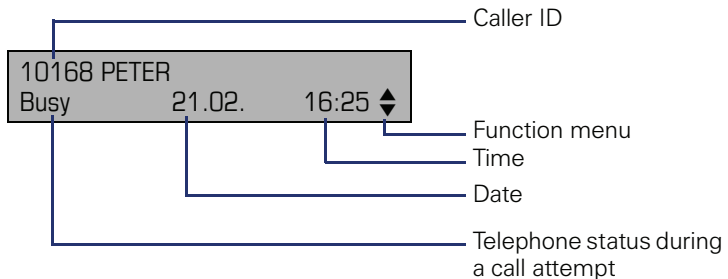 Caller ID
10168 PETER
Busy 21.02. 16:25
Function menu
Time
Date
Telephone status during
a call attempt